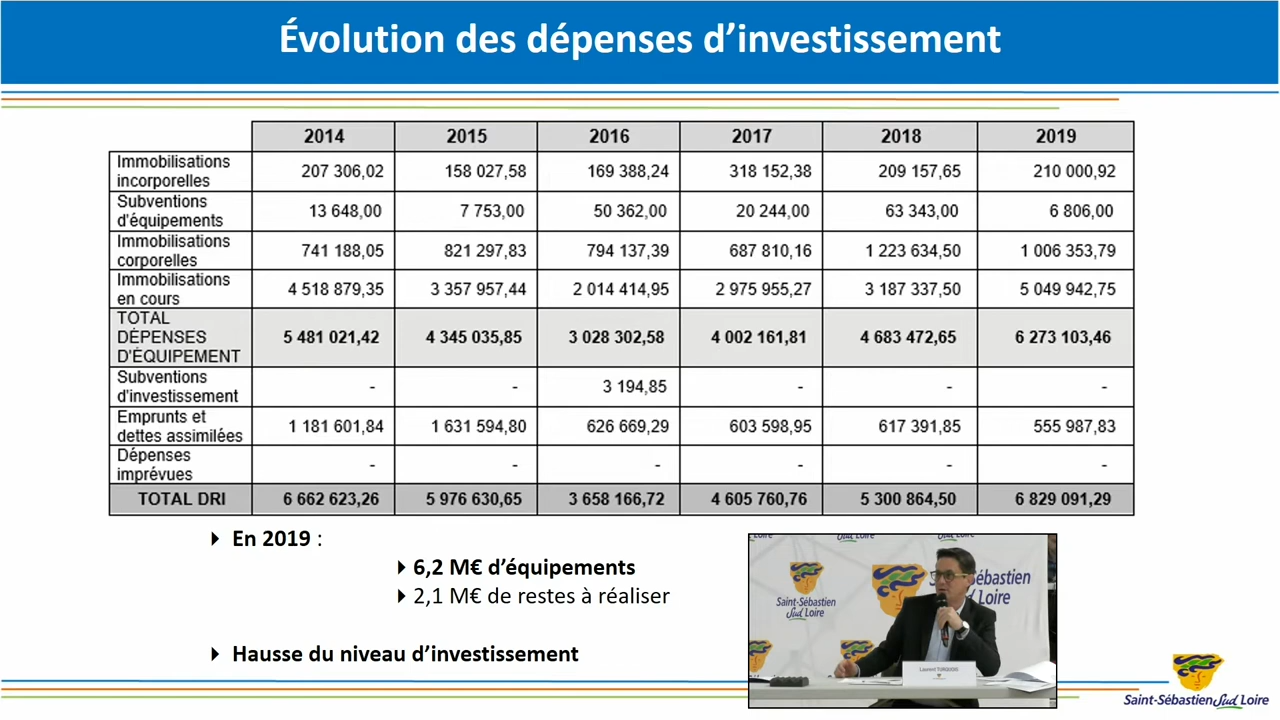 Évolution des dépenses d’investissement
2014 2015 2016 2017 2018 2019
Immobilisations
incorporelles
207 306,02 158 027,58 169 388,24 318 152,38 209 157,65 210 000,92
Subventions
d'équipements
13 648,00 7 753,00 50 362,00 20 244,00 63 343,00 6 806,00
Immobilisations
corporelles
741 188,05 821 297,83 794 137,39 687 810,16 1 223 634,50 1 006 353,79
Immobilisations
en cours
4 518 879,35 3 357 957,44 2 014 414,95 2 975 955,27 3 187 337,50 5 049 942,75
TOTAL
DÉPENSES
D'ÉQUIPEMENT
5 481 021,42 4 345 035,85 3 028 302,58 4 002 161,81 4 683 472,65 6 273 103,46
Subventions
d'investissement
- - 3 194,85 - - -
Emprunts et
dettes assimilées
1 181 601,84 1 631 594,80 626 669,29 603 598,95 617 391,85 555 987,83
Dépenses
imprévues
- - - - - -
TOTAL DRI 6 662 623,26 5 976 630,65 3 658 166,72 4 605 760,76 5 300 864,50 6 829 091,29
En 2019 :
6,2 M€ d’équipements
2,1 M€ de restes à réaliser
Hausse du niveau d’investissement
Saint-Sébastien
Sud Loire
Sébastien
Sud Loire
Laurent TURQUOIS
Saint-Sébastien Sud Loire